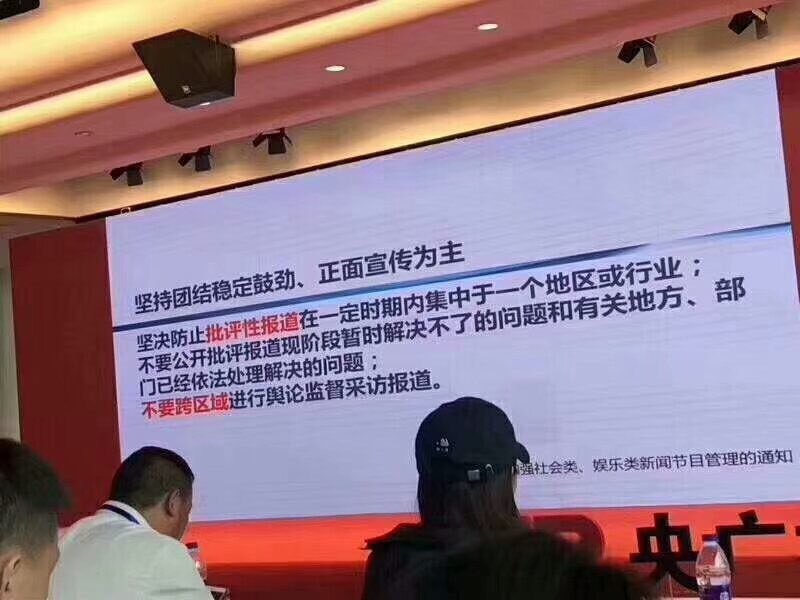 坚持团结稳定鼓劲、正面宣传为主
坚决防止批评性报道在一定时期内集中于一个地区或行业；
不要公开批评报道现阶段暂时解决不了的问题和有关地方、部
门已经依法处理解决的问题；
不要跨区域进行舆论监督采访报道。
强社会类、娱乐类新闻节目管理的通知
央广